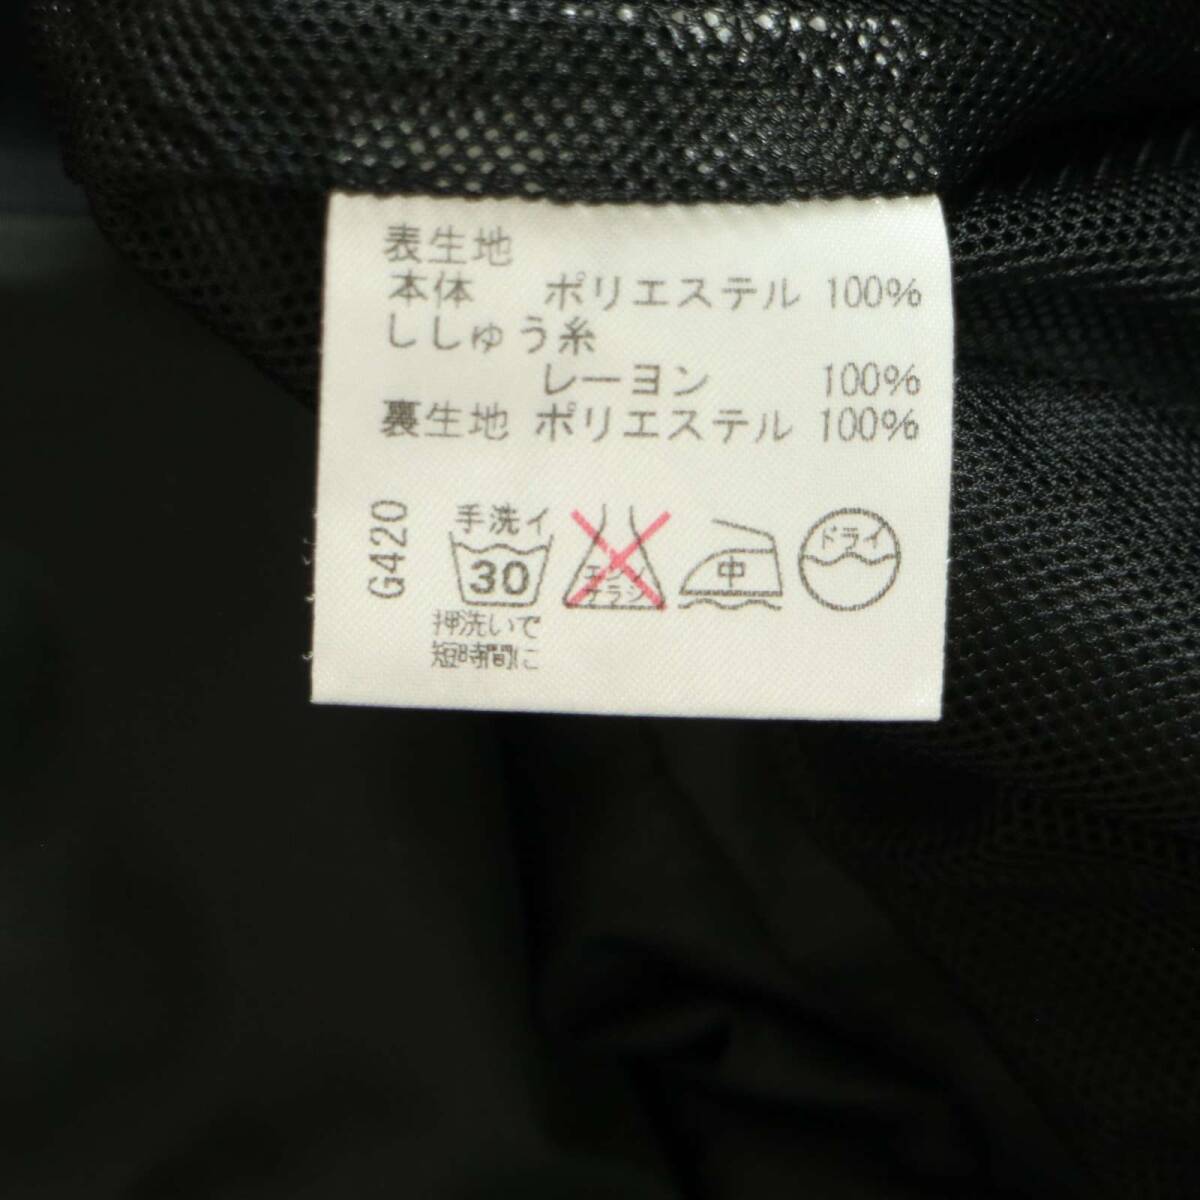 表生地
本体 ポリエステル 100%
ししゅう糸
レーヨン 100%
裏生地 ポリエステル 100%
G420
手洗イ
30
エンソ
サラシ
中
ドライ
押洗いで
短時間に